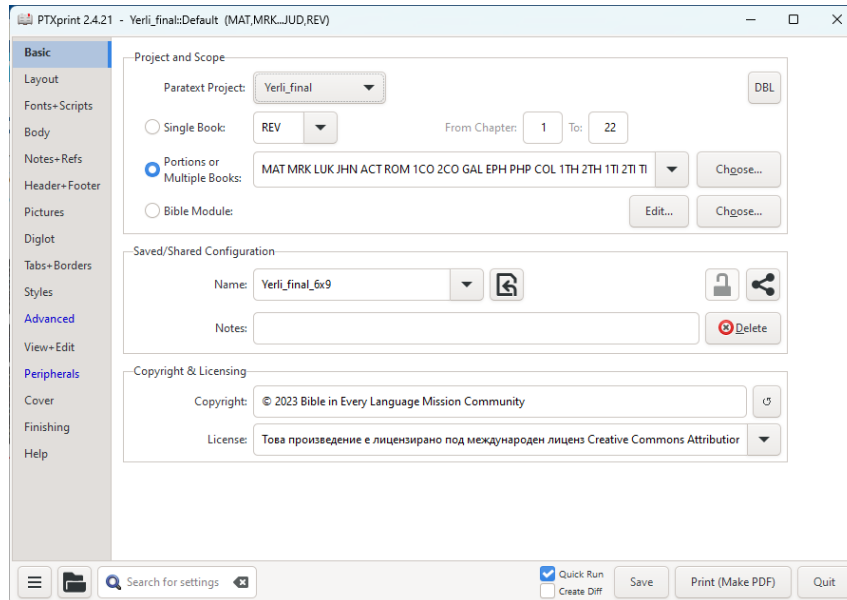 PTXprint 2.4.21 - Yerli_final::Default (MAT,MRK...JUD,REV)
Basic
Layout
Fonts+Scripts
Body
Notes+Refs
Header+Footer
Pictures
Diglot
Tabs+Borders
Styles
Advanced
View+Edit
Peripherals
Cover
Finishing
Help
Project and Scope
Paratext Project: Yerli_final DBL
Single Book: REV From Chapter: 1 To: 22
Portions or
Multiple Books: MAT MRK LUK JHN ACT ROM 1CO 2CO GAL EPH PHP COL 1TH 2TH 1TI 2TI Choose...
Bible Module: Edit... Choose...
Saved/Shared Configuration
Name: Yerli_final_6x9
Notes: Delete
Copyright & Licensing
Copyright: © 2023 Bible in Every Language Mission Community
License: Това произведение е лицензирано под международен лиценз Creative Commons Attribution
Search for settings
Quick Run
Create Diff
Save Print (Make PDF) Quit